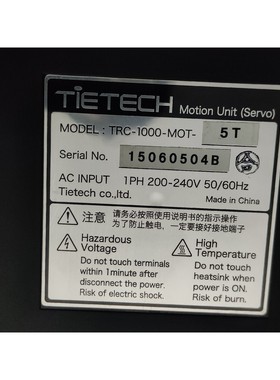 TIETECH Motion Unit (Servo)
MODEL: TRC-1000-MOT- 5T
Serial No. 15060504B
AC INPUT 1PH 200-240V 50/60Hz
Tietech co.,ltd. Made in China
注意 请务必按照使用说明书的指示操作
为了防止触电，一定要接好接地端子
Hazardous Voltage
Do not touch terminals
within 1minute after
disconnect the power.
Risk of electric shock.
High Temperature
Do not touch
heatsink when
power is ON.
Risk of burn.